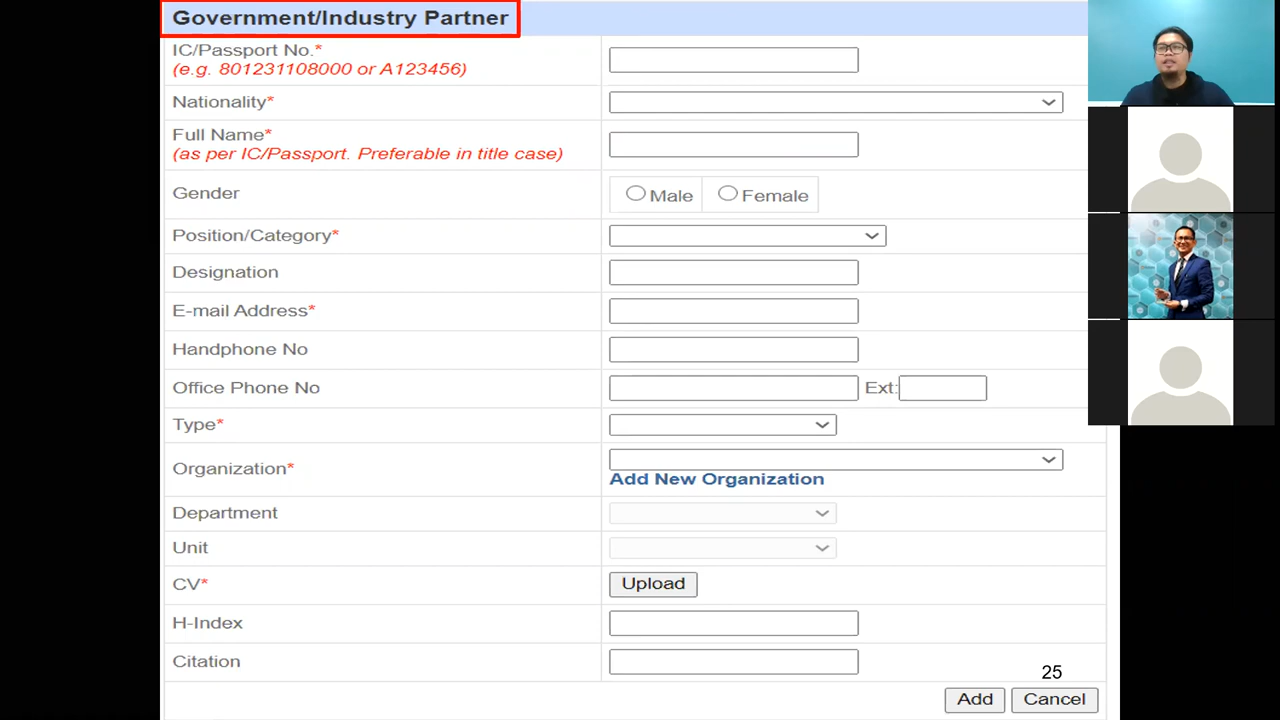 Government/Industry Partner
IC/Passport No.*
(e.g. 801231108000 or A123456)
Nationality*
Full Name*
(as per IC/Passport. Preferable in title case)
Gender
Male
Female
Position/Category*
Designation
E-mail Address*
Handphone No
Office Phone No
Ext:
Type*
Organization*
Add New Organization
Department
Unit
CV*
Upload
H-Index
Citation
25
Add
Cancel